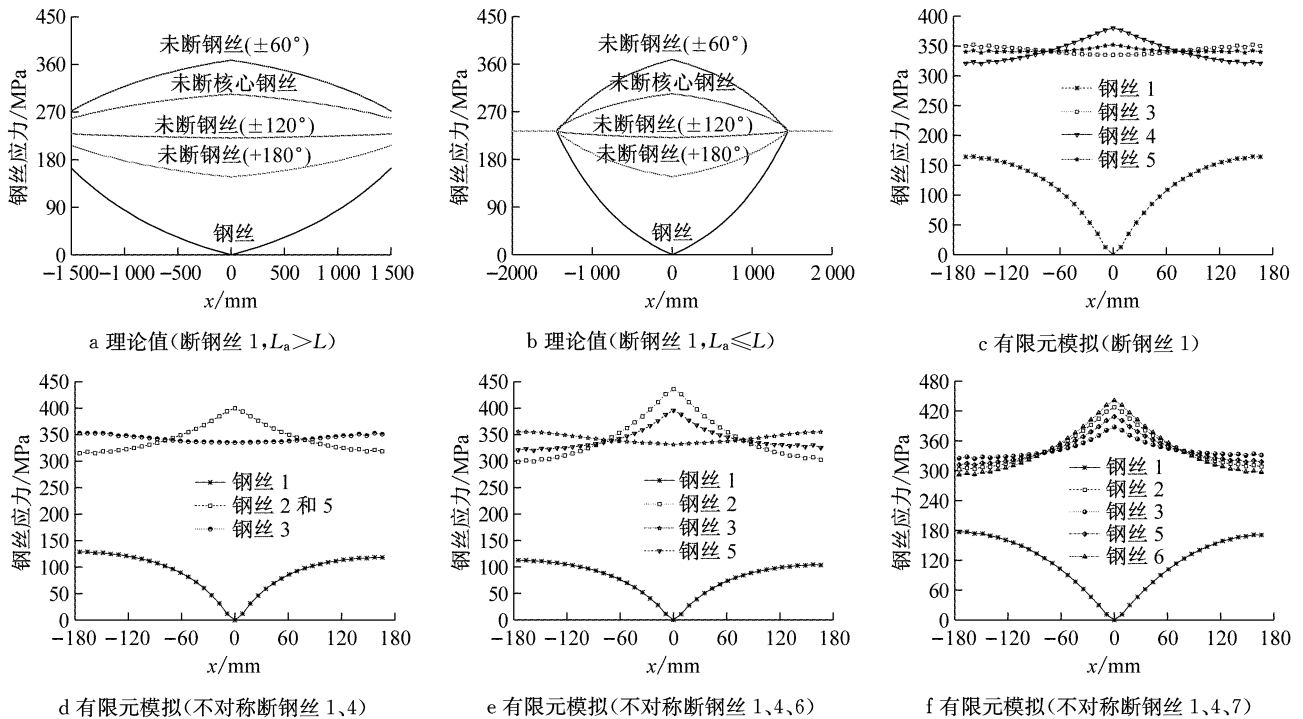 450
360
270
180
90
0
钢丝应力/MPa
未断钢丝(±60°)
未断核心钢丝
未断钢丝(±120°)
未断钢丝(+180°)
钢丝
−1 500 −1 000 −500 0 500 1 000 1 500
x/mm
a 理论值(断钢丝 1,La>L)
450
360
270
180
90
0
钢丝应力/MPa
未断钢丝(±60°)
未断核心钢丝
未断钢丝(±120°)
未断钢丝(+180°)
钢丝
−2 000 −1 000 0 1 000 2 000
x/mm
b 理论值(断钢丝 1,La≤L)
400
350
300
250
200
150
100
50
0
钢丝应力/MPa
钢丝 1
钢丝 3
钢丝 4
钢丝 5
−180 −120 −60 0 60 120 180
x/mm
c 有限元模拟(断钢丝 1)
450
400
350
300
250
200
150
100
50
0
钢丝应力/MPa
钢丝 1
钢丝 2 和 5
钢丝 3
−180 −120 −60 0 60 120 180
x/mm
d 有限元模拟(不对称断钢丝 1、4)
450
400
350
300
250
200
150
100
50
0
钢丝应力/MPa
钢丝 1
钢丝 2
钢丝 3
钢丝 5
−180 −120 −60 0 60 120 180
x/mm
e 有限元模拟(不对称断钢丝 1、4、6)
480
420
360
300
240
180
120
60
0
钢丝应力/MPa
钢丝 1
钢丝 2
钢丝 3
钢丝 5
钢丝 6
−180 −120 −60 0 60 120 180
x/mm
f 有限元模拟(不对称断钢丝 1、4、7)